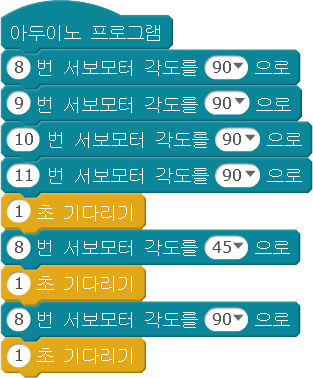 아두이노 프로그램
8 번 서보모터 각도를 90 으로
9 번 서보모터 각도를 90 으로
10 번 서보모터 각도를 90 으로
11 번 서보모터 각도를 90 으로
1 초 기다리기
8 번 서보모터 각도를 45 으로
1 초 기다리기
8 번 서보모터 각도를 90 으로
1 초 기다리기